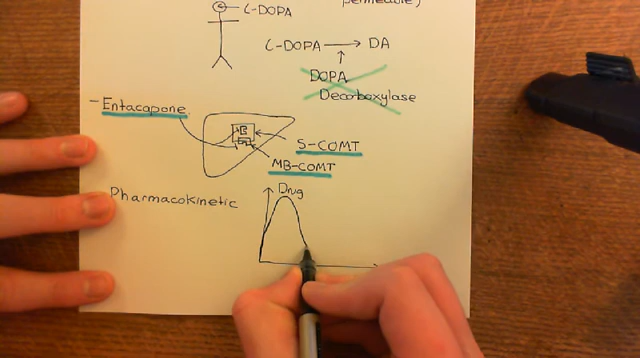 permeable)
L-DOPA
L-DOPA → DA
DOPA
Decarboxylase
- Entacapone
S-COMT
MB-COMT
Pharmacokinetic
Drug